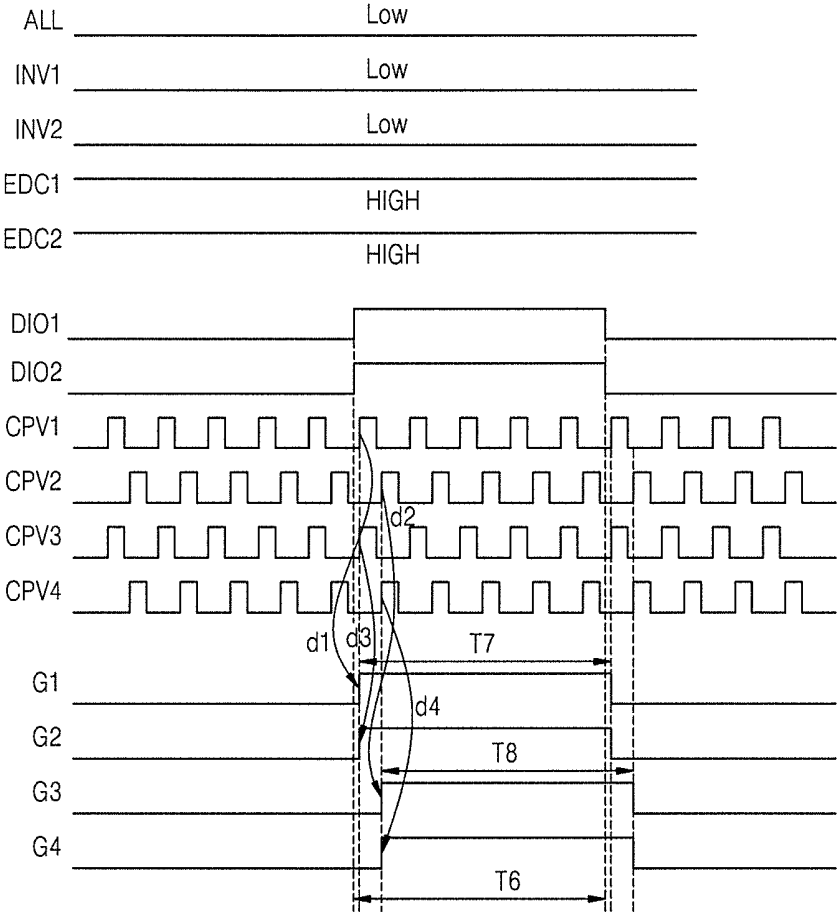 ALL Low
INV1 Low
INV2 Low
EDC1 HIGH
EDC2 HIGH
DIO1
DIO2
CPV1
CPV2
d2
CPV3
CPV4
d1 d3 T7
G1
d4
G2
T8
G3
G4
T6